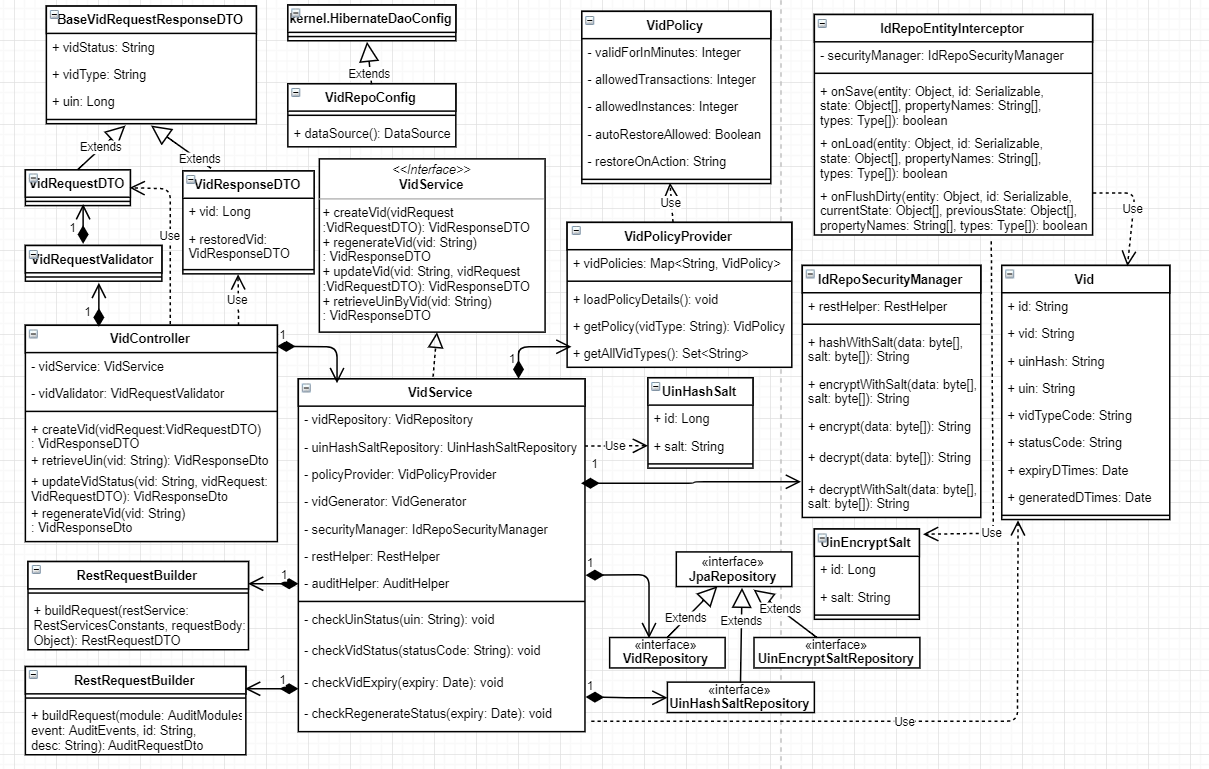 BaseVidRequestResponseDTO
+ vidStatus: String
+ vidType: String
+ uin: Long
kernel.HibernateDaoConfig
Extends
VidRepoConfig
+ dataSource(): DataSource
VidPolicy
- validForInMinutes: Integer
- allowedTransactions: Integer
- allowedInstances: Integer
- autoRestoreAllowed: Boolean
- restoreOnAction: String
IdRepoEntityInterceptor
- securityManager: IdRepoSecurityManager
+ onSave(entity: Object, id: Serializable,
state: Object[], propertyNames: String[],
types: Type[]): boolean
+ onLoad(entity: Object, id: Serializable,
state: Object[], propertyNames: String[],
types: Type[]): boolean
+ onFlushDirty(entity: Object, id: Serializable,
currentState: Object[], previousState: Object[],
propertyNames: String[], types: Type[]): boolean
Extends
Extends
VidRequestDTO
VidResponseDTO
+ vid: Long
+ restoredVid:
VidResponseDTO
<<Interface>>
VidService
+ createVid(vidRequest
:VidRequestDTO): VidResponseDTO
+ regenerateVid(vid: String)
: VidResponseDTO
+ updateVid(vid: String, vidRequest
:VidRequestDTO): VidResponseDTO
+ retrieveUinByVid(vid: String)
: VidResponseDTO
Use
VidPolicyProvider
+ vidPolicies: Map<String, VidPolicy>
+ loadPolicyDetails(): void
+ getPolicy(vidType: String): VidPolicy
+ getAllVidTypes(): Set<String>
Use
1
Use
VidRequestValidator
Use
1
IdRepoSecurityManager
+ restHelper: RestHelper
+ hashWithSalt(data: byte[],
salt: byte[]): String
+ encryptWithSalt(data: byte[],
salt: byte[]): String
+ encrypt(data: byte[]): String
+ decrypt(data: byte[]): String
+ decryptWithSalt(data: byte[],
salt: byte[]): String
Vid
+ id: String
+ vid: String
+ uinHash: String
+ uin: String
+ vidTypeCode: String
+ statusCode: String
+ expiryDTimes: Date
+ generatedDTimes: Date
VidController
- vidService: VidService
- vidValidator: VidRequestValidator
+ createVid(vidRequest:VidRequestDTO)
: VidResponseDTO
+ retrieveUin(vid: String): VidResponseDto
+ updateVidStatus(vid: String, vidRequest:
VidRequestDTO): VidResponseDto
+ regenerateVid(vid: String)
: VidResponseDto
1
1
VidService
- vidRepository: VidRepository
- uinHashSaltRepository: UinHashSaltRepository
- policyProvider: VidPolicyProvider
- vidGenerator: VidGenerator
- securityManager: IdRepoSecurityManager
- restHelper: RestHelper
- auditHelper: AuditHelper
- checkUinStatus(uin: String): void
- checkVidStatus(statusCode: String): void
- checkVidExpiry(expiry: Date): void
- checkRegenerateStatus(expiry: Date): void
UinHashSalt
+ id: Long
+ salt: String
Use
1
UinEncryptSalt
+ id: Long
+ salt: String
Use
RestRequestBuilder
+ buildRequest(restService:
RestServicesConstants, requestBody:
Object): RestRequestDTO
1
1
«interface»
JpaRepository
Extends
Extends
Extends
«interface»
VidRepository
«interface»
UinEncryptSaltRepository
RestRequestBuilder
+ buildRequest(module: AuditModules
event: AuditEvents, id: String,
desc: String): AuditRequestDto
1
1
«interface»
UinHashSaltRepository
Use